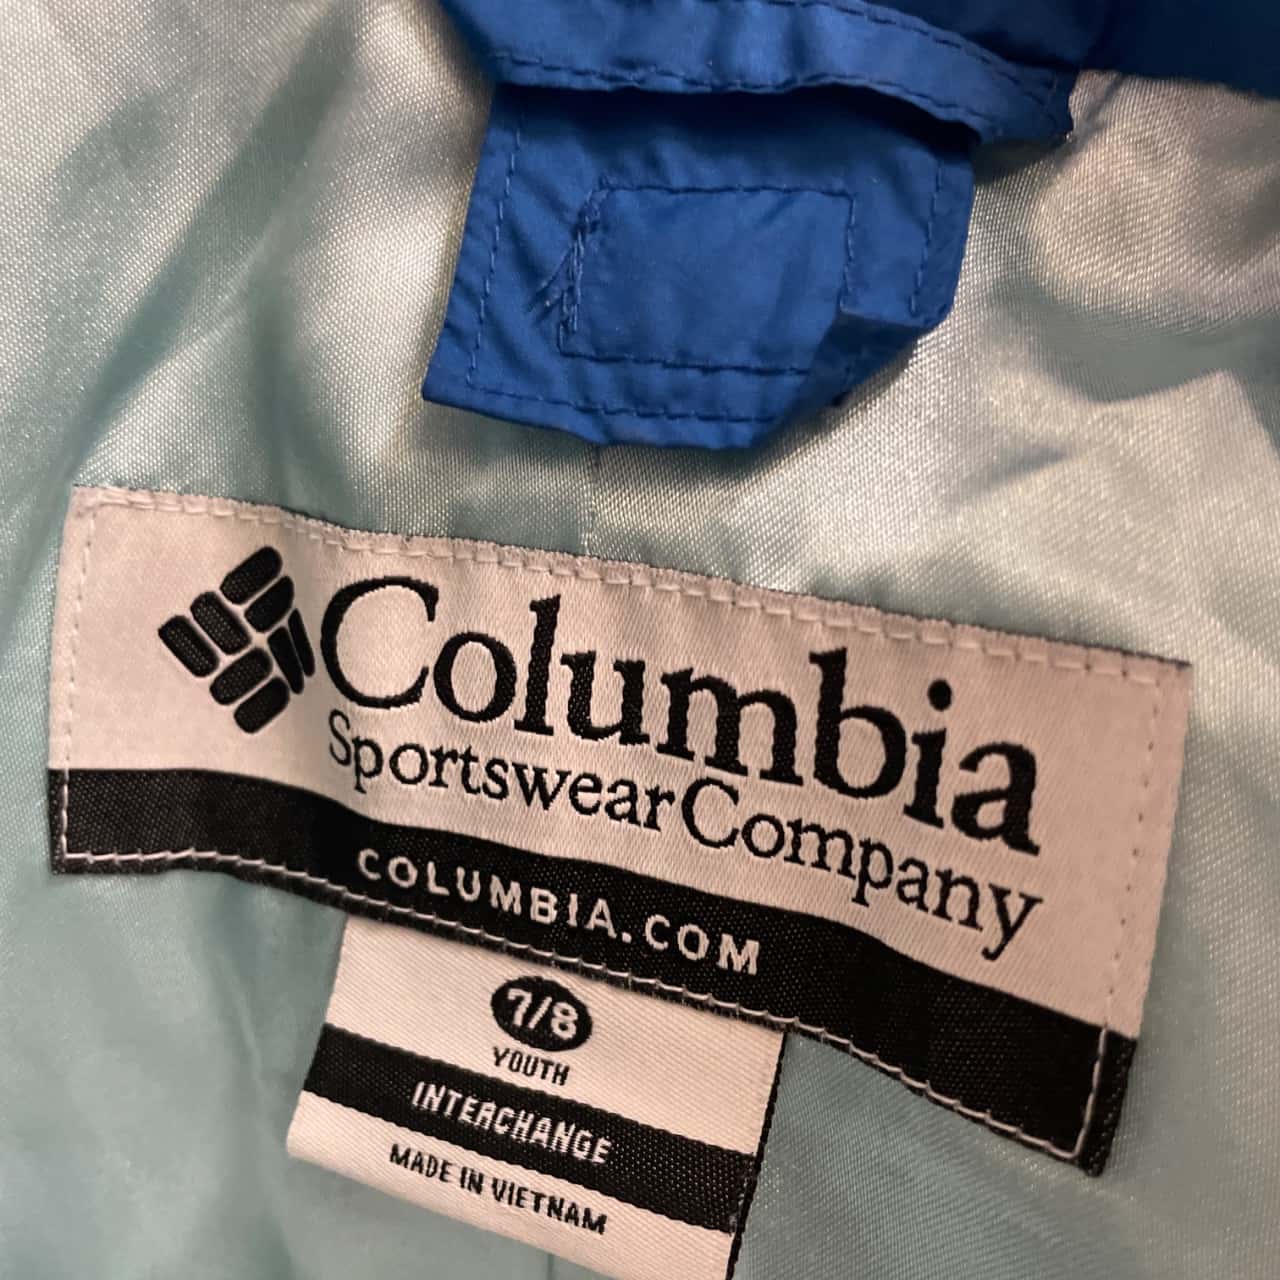 Columbia
Sportswear Company
COLUMBIA.COM
7/8
YOUTH
INTERCHANGE
MADE IN VIETNAM